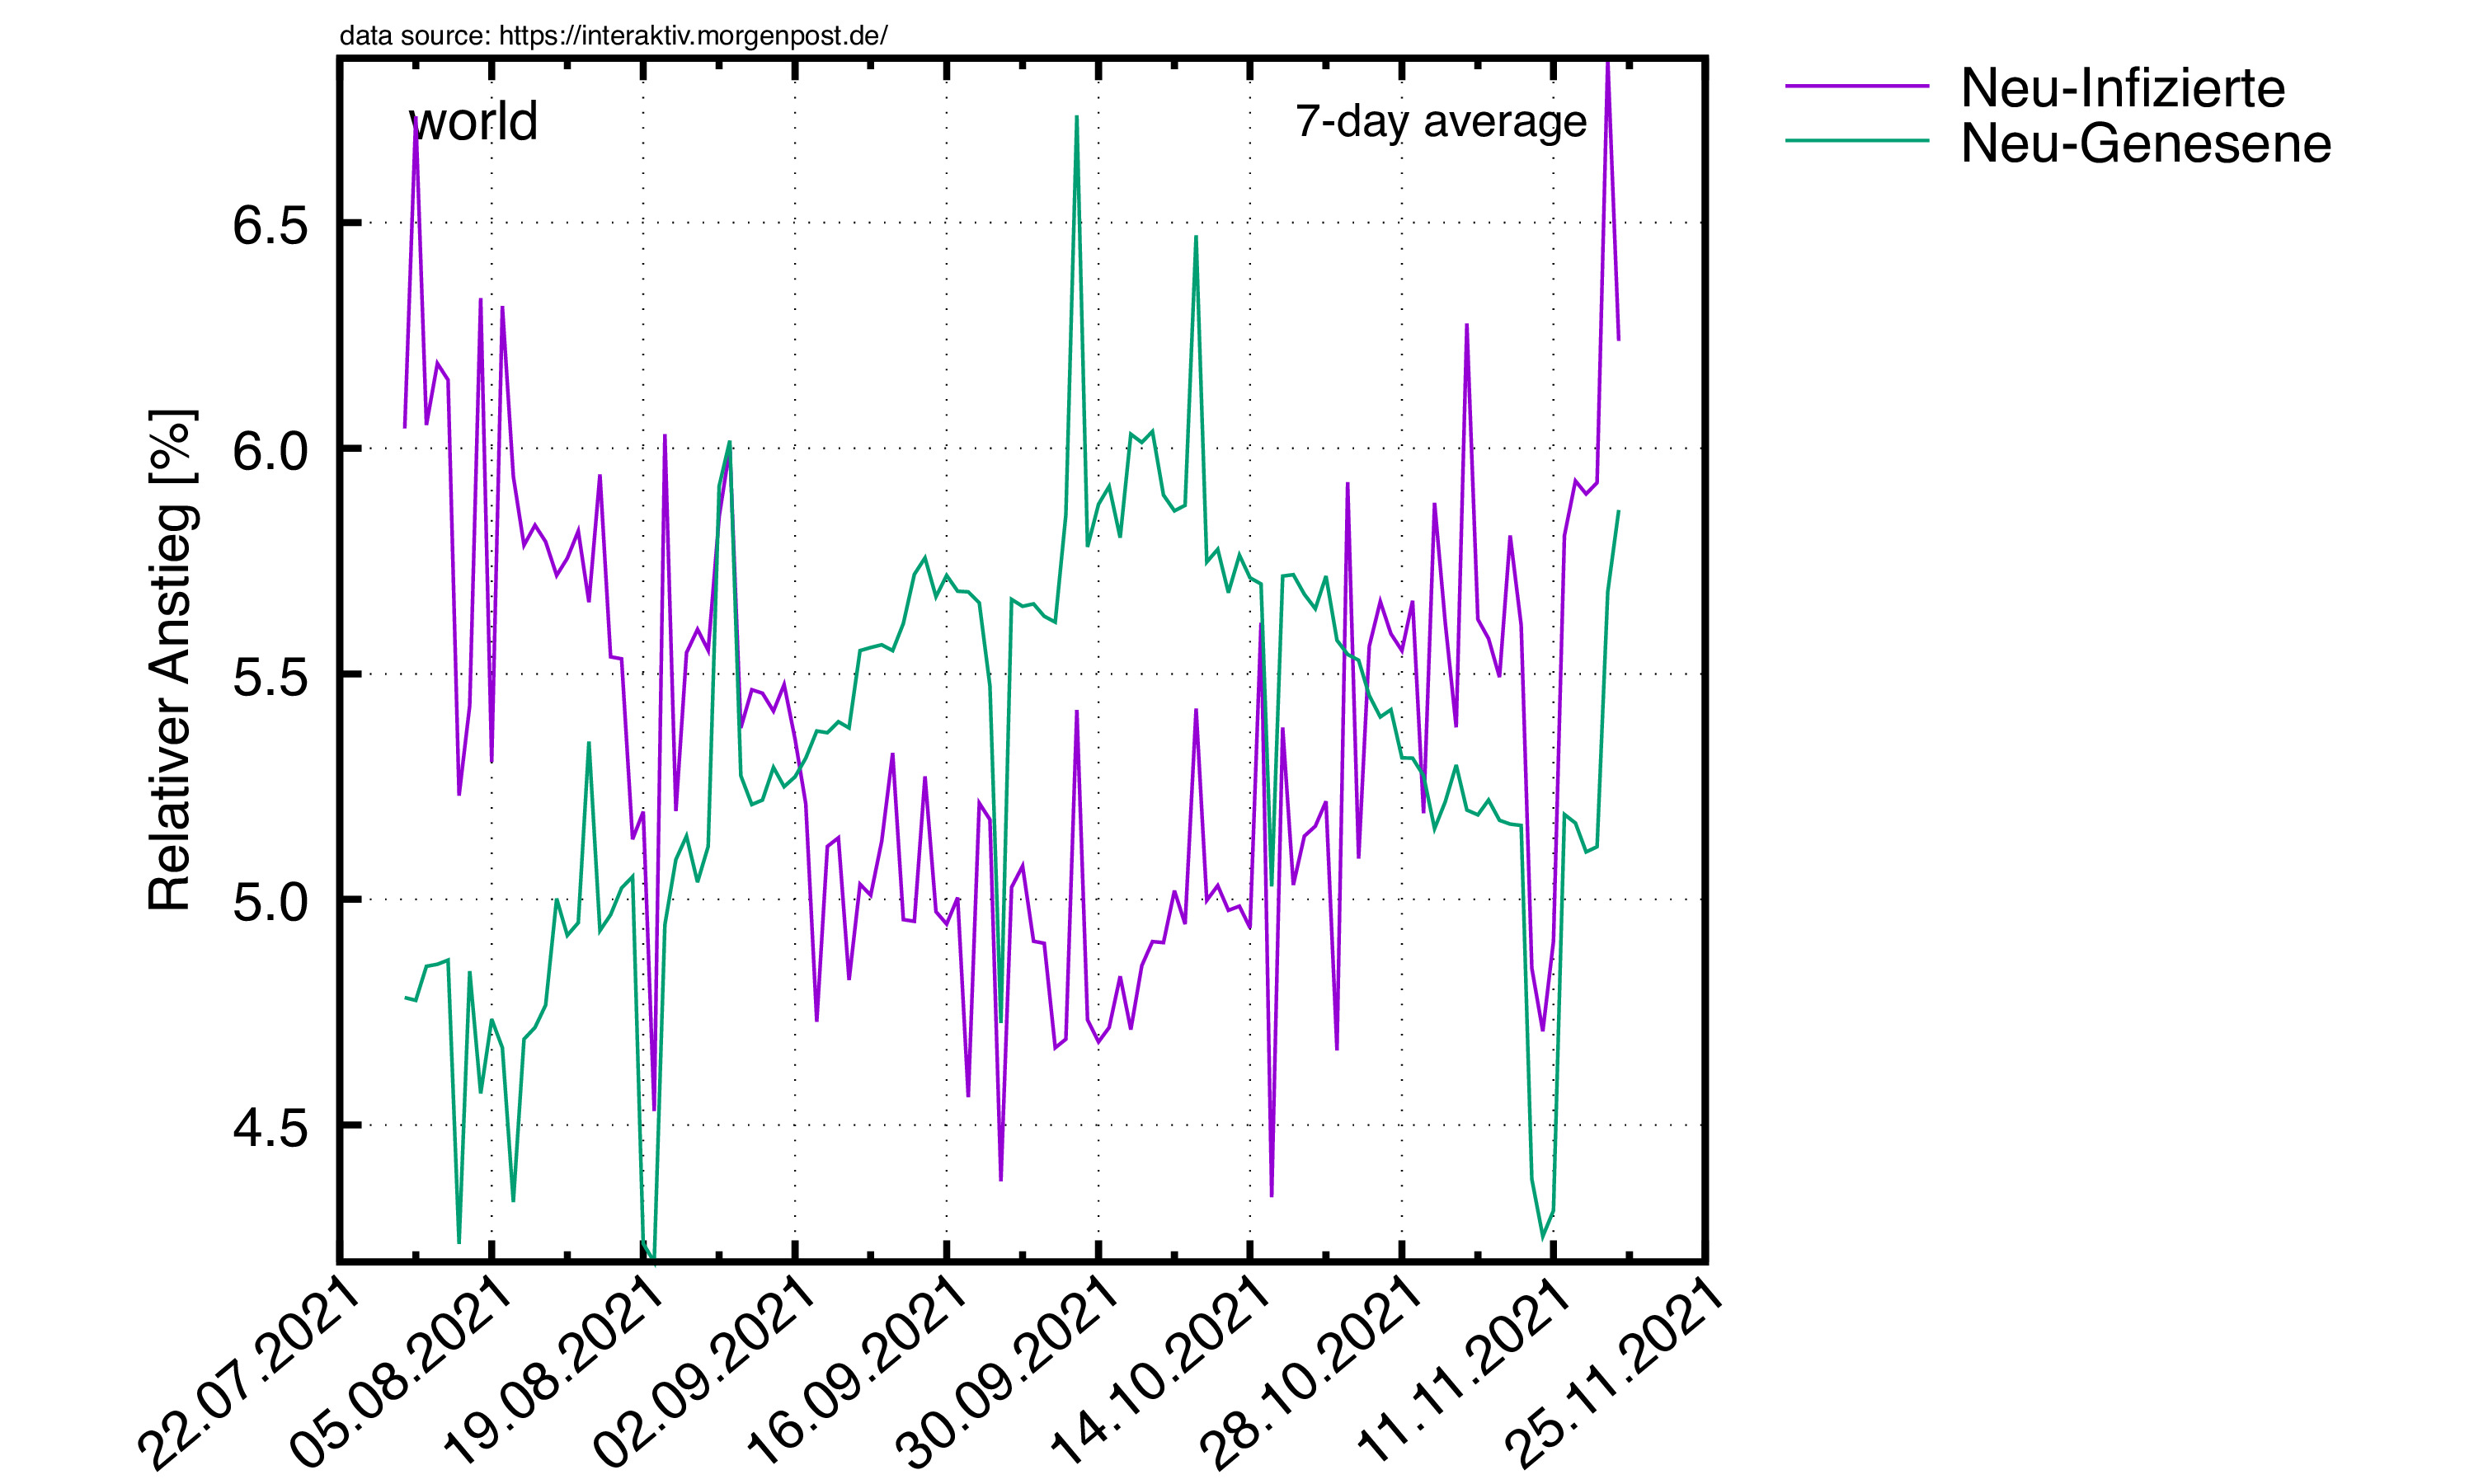 data source: https://interaktiv.morgenpost.de/
world
7-day average
Neu-Infizierte
Neu-Genesene
Relativer Anstieg [%]
6.5
6.0
5.5
5.0
4.5
22.07.2021
05.08.2021
19.08.2021
02.09.2021
16.09.2021
30.09.2021
14.10.2021
28.10.2021
11.11.2021
25.11.2021